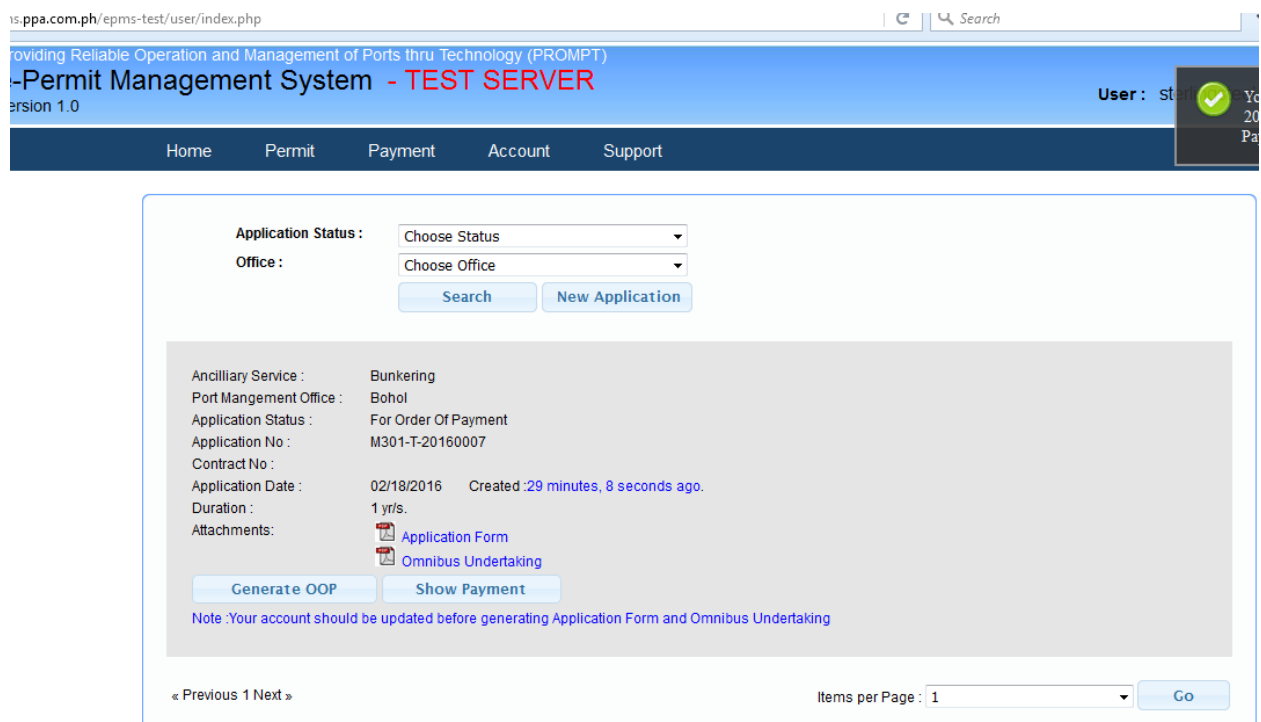 ns.ppa.com.ph/epms-test/user/index.php
Search
roviding Reliable Operation and Management of Ports thru Technology (PROMPT)
e-Permit Management System - TEST SERVER
ersion 1.0
User :
Yo
20
Pay
Home Permit Payment Account Support
Application Status : Choose Status
Office : Choose Office
Search New Application
Ancilliary Service : Bunkering
Port Mangement Office : Bohol
Application Status : For Order Of Payment
Application No : M301-T-20160007
Contract No :
Application Date : 02/18/2016 Created :29 minutes, 8 seconds ago.
Duration : 1 yr/s.
Attachments: Application Form
Omnibus Undertaking
Generate OOP Show Payment
Note :Your account should be updated before generating Application Form and Omnibus Undertaking
« Previous 1 Next » Items per Page : 1 Go